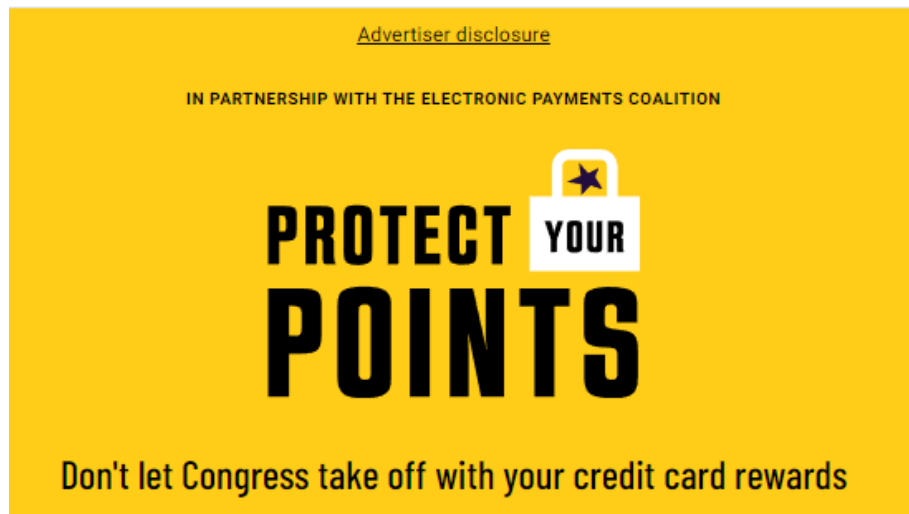 Advertiser disclosure
IN PARTNERSHIP WITH THE ELECTRONIC PAYMENTS COALITION
PROTECT YOUR
POINTS
Don't let Congress take off with your credit card rewards